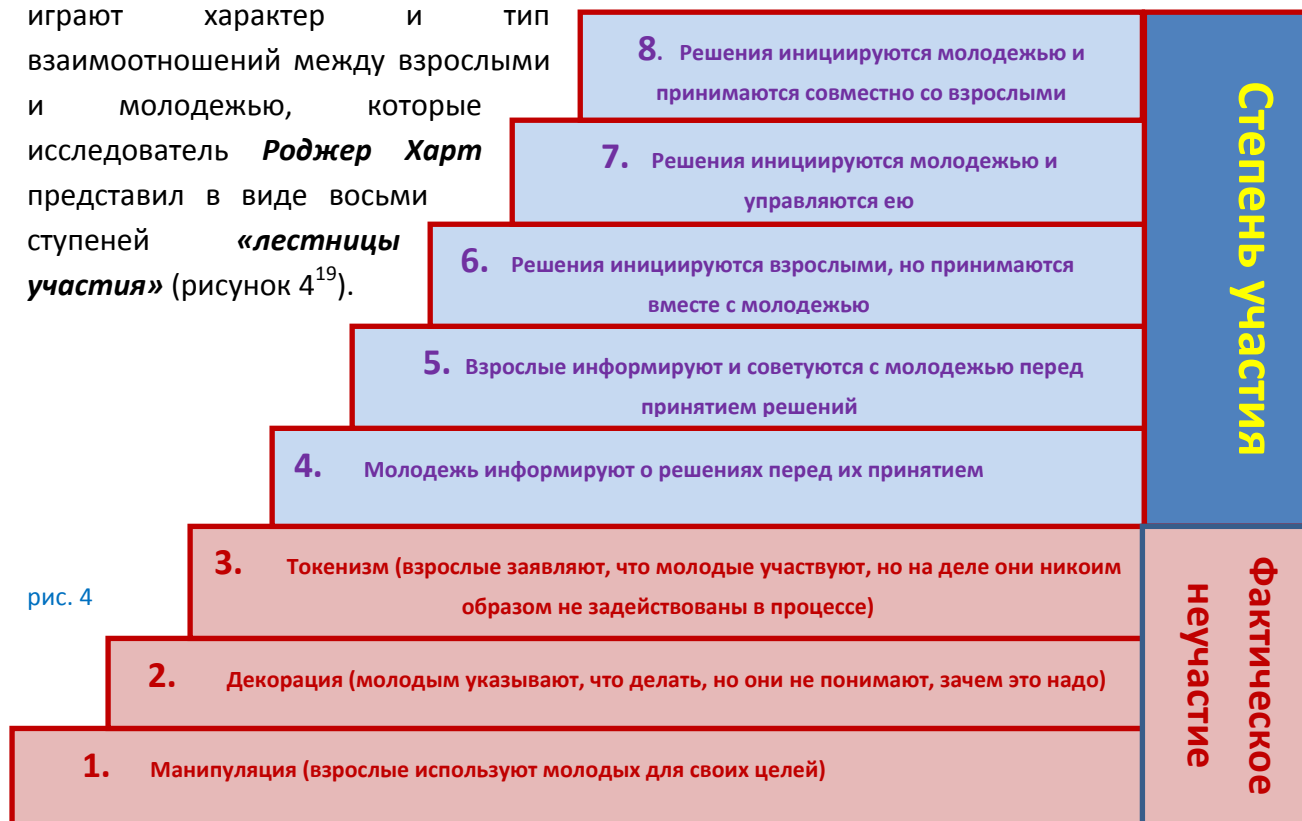 играют характер и тип
взаимоотношений между взрослыми
и молодежью, которые
исследователь Роджер Харт
представил в виде восьми
ступеней «лестницы
участия» (рисунок 4¹⁹).
8. Решения инициируются молодежью и
принимаются совместно со взрослыми
7. Решения инициируются молодежью и
управляются ею
6. Решения инициируются взрослыми, но принимаются
вместе с молодежью
5. Взрослые информируют и советуются с молодежью перед
принятием решений
4. Молодежь информируют о решениях перед их принятием
3. Токенизм (взрослые заявляют, что молодые участвуют, но на деле они никоим
образом не задействованы в процессе)
2. Декорация (молодым указывают, что делать, но они не понимают, зачем это надо)
1. Манипуляция (взрослые используют молодых для своих целей)
Степень участия
Фактическое
неучастие
рис. 4